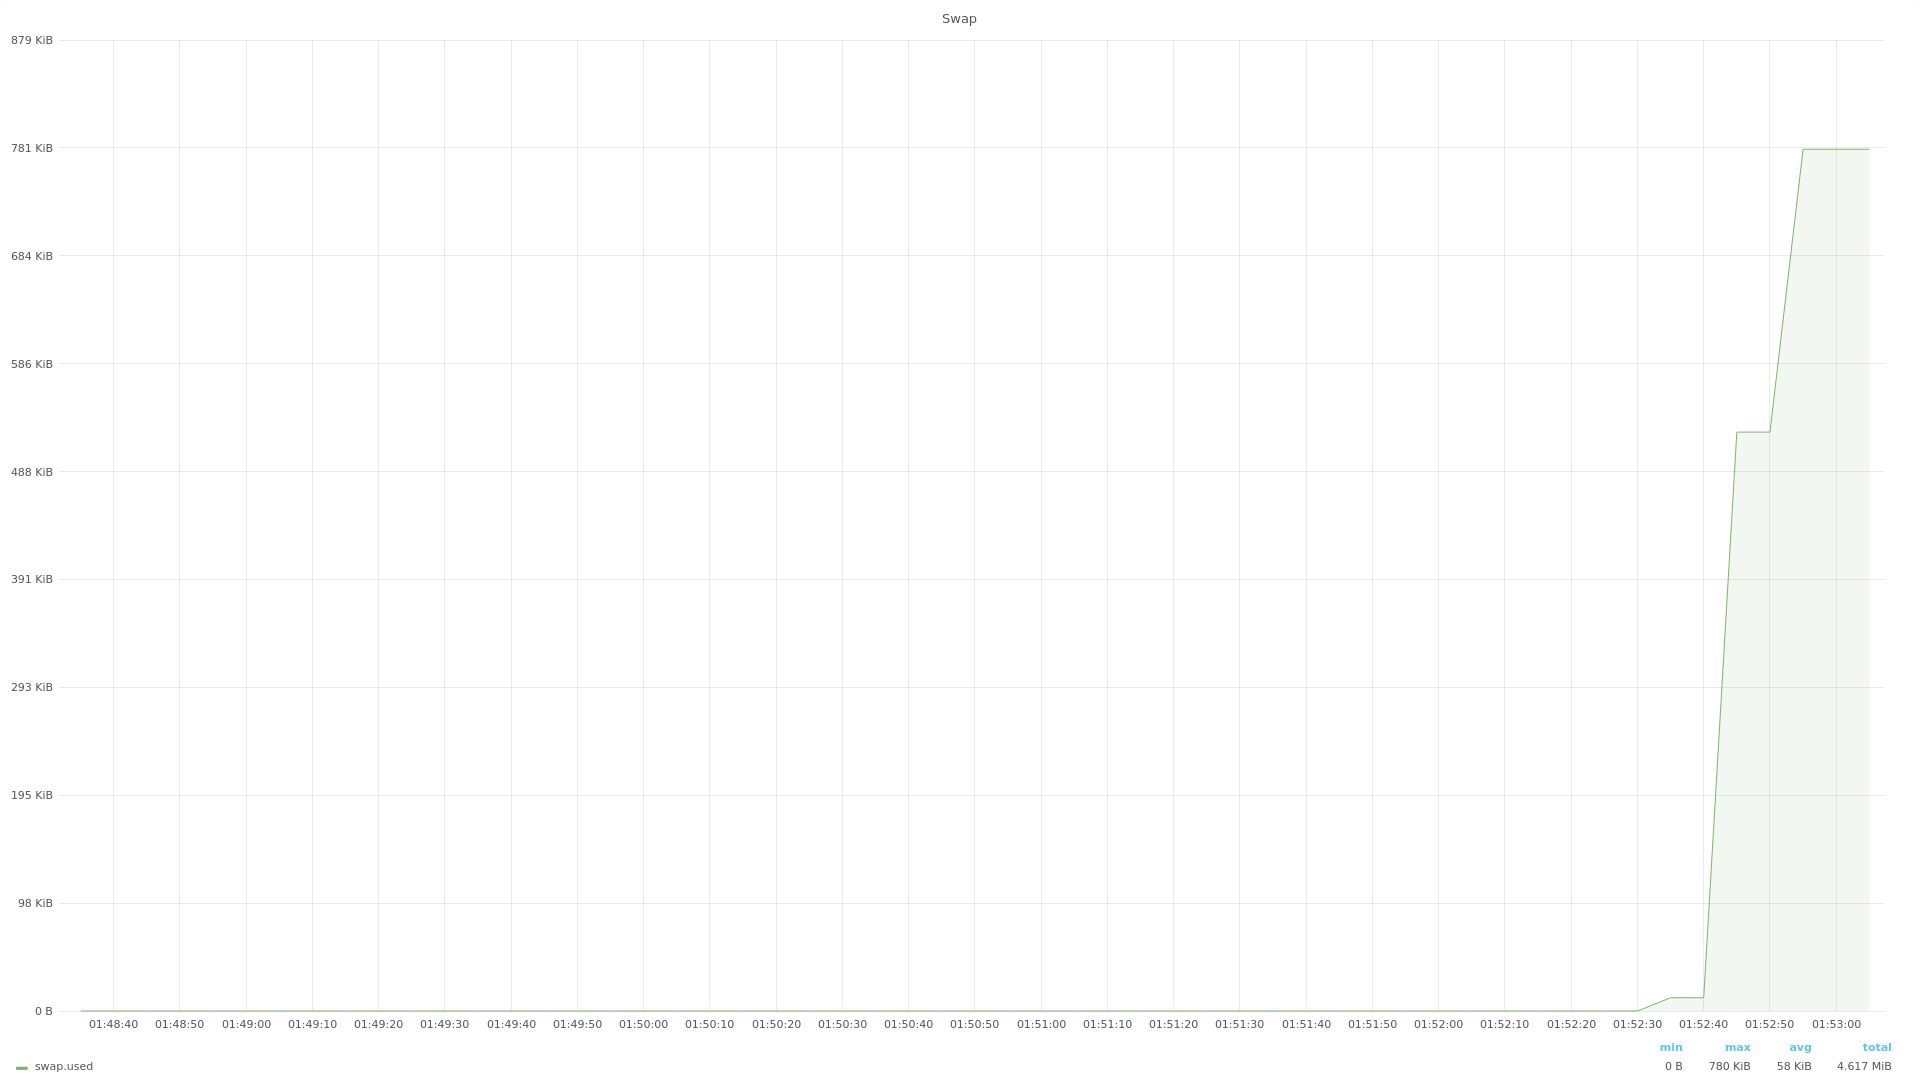 Swap
879 KiB
781 KiB
684 KiB
586 KiB
488 KiB
391 KiB
293 KiB
195 KiB
98 KiB
0 B
01:48:40 01:48:50 01:49:00 01:49:10 01:49:20 01:49:30 01:49:40 01:49:50 01:50:00 01:50:10 01:50:20 01:50:30 01:50:40 01:50:50 01:51:00 01:51:10 01:51:20 01:51:30 01:51:40 01:51:50 01:52:00 01:52:10 01:52:20 01:52:30 01:52:40 01:52:50 01:53:00
min max avg total
swap.used 0 B 780 KiB 58 KiB 4.617 MiB